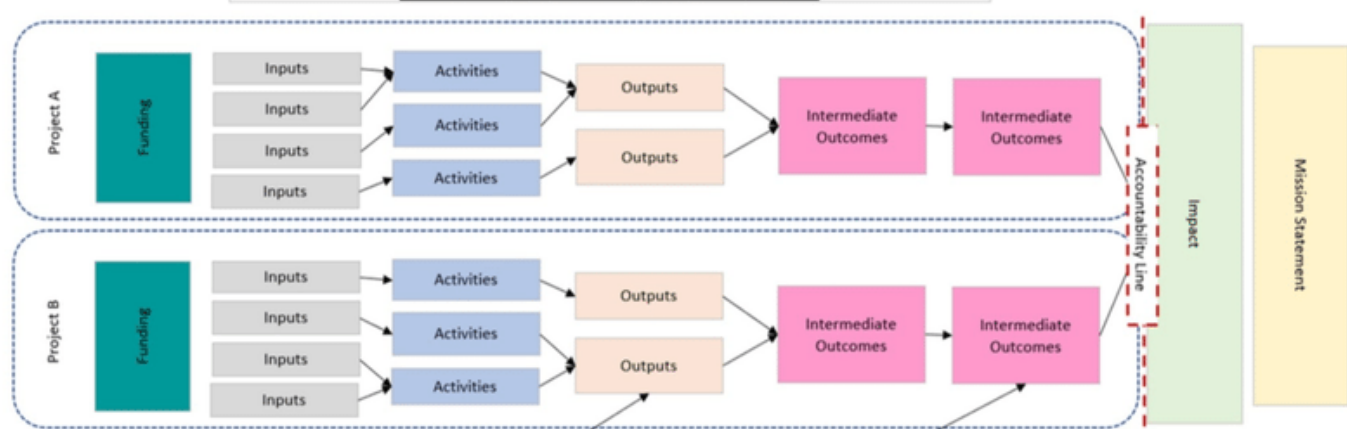 Project A
Funding
Inputs
Inputs
Inputs
Inputs
Activities
Activities
Activities
Outputs
Outputs
Intermediate
Outcomes
Intermediate
Outcomes
Project B
Funding
Inputs
Inputs
Inputs
Inputs
Activities
Activities
Activities
Outputs
Outputs
Intermediate
Outcomes
Intermediate
Outcomes
Accountability Line
Impact
Mission Statement